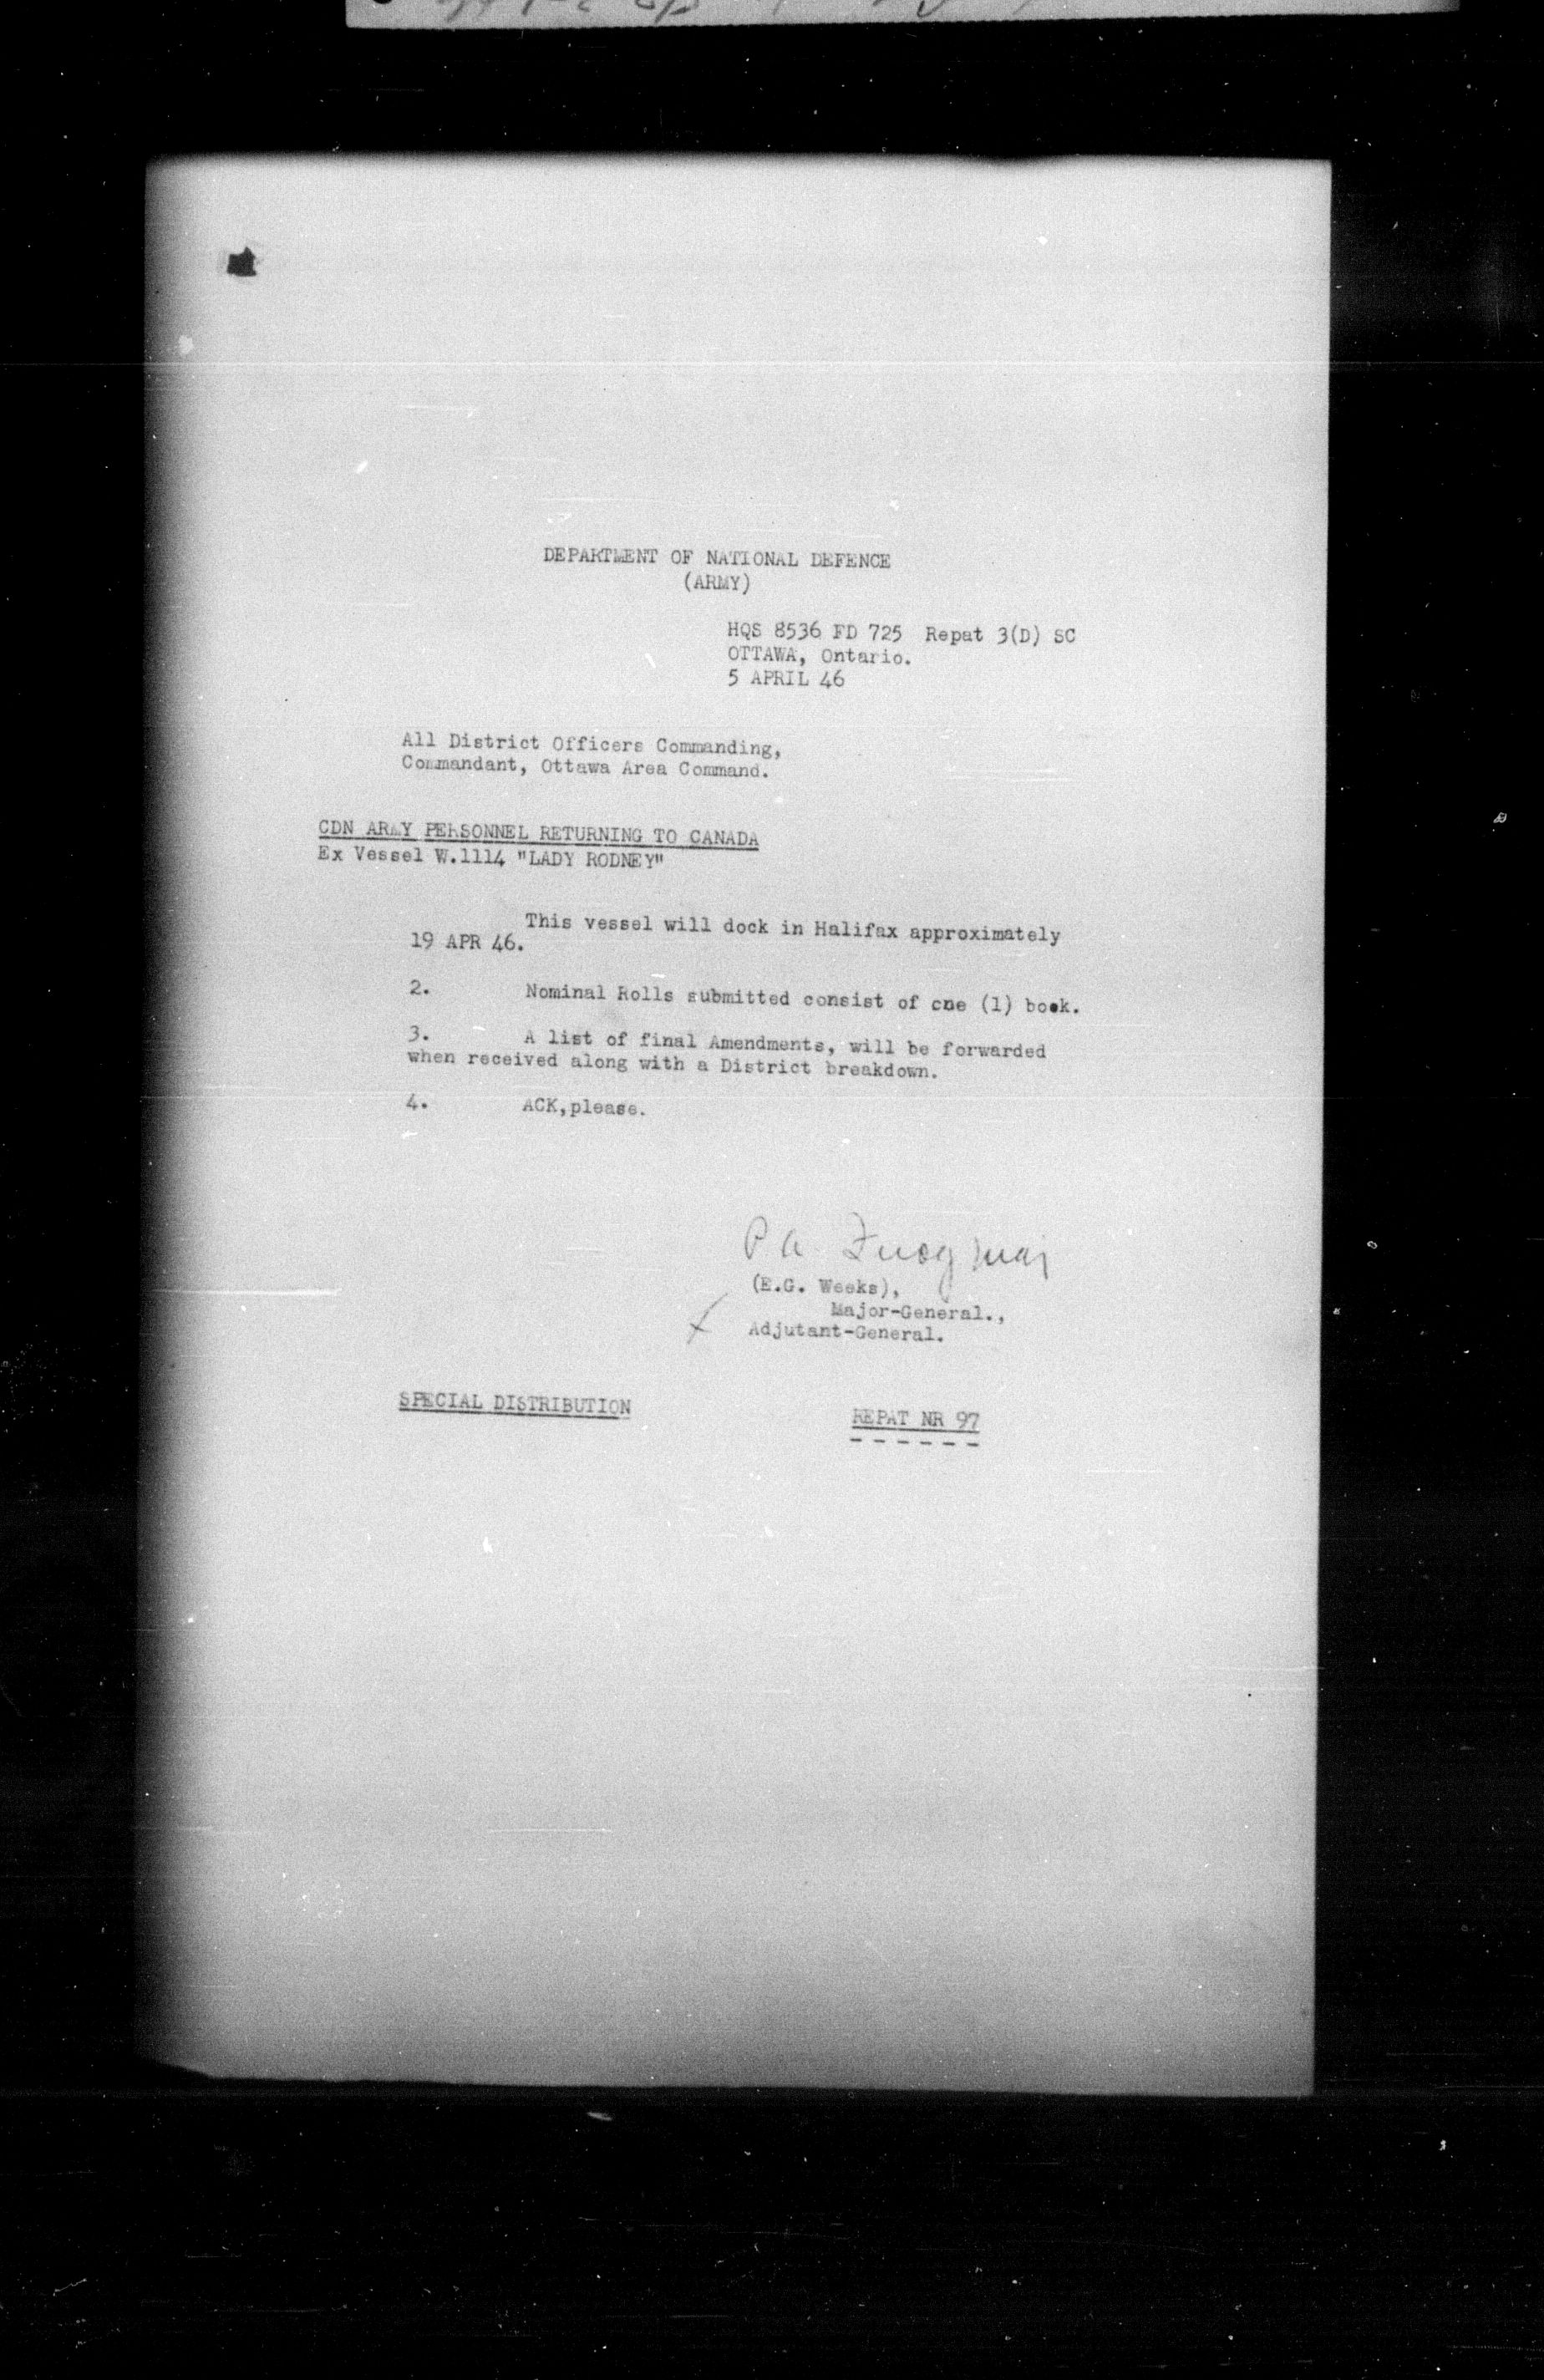 DEPARTMENT OF NATIONAL DEFENCE
(ARMY)
HQS 8536 FD 725 Repat 3(D) SC
OTTAWA, Ontario.
5 APRIL 46
All District Officers Commanding,
Commandant, Ottawa Area Command.
CDN ARMY PERSONNEL RETURNING TO CANADA
Ex Vessel W.1114 "LADY RODNEY"
This vessel will dock in Halifax approximately
19 APR 46.
2. Nominal Rolls submitted consist of one (1) book.
3. A list of final Amendments, will be forwarded
when received along with a District breakdown.
4. ACK,please.
(E.G. Weeks),
Major-General.,
Adjutant-General.
SPECIAL DISTRIBUTION
REPAT NR 97